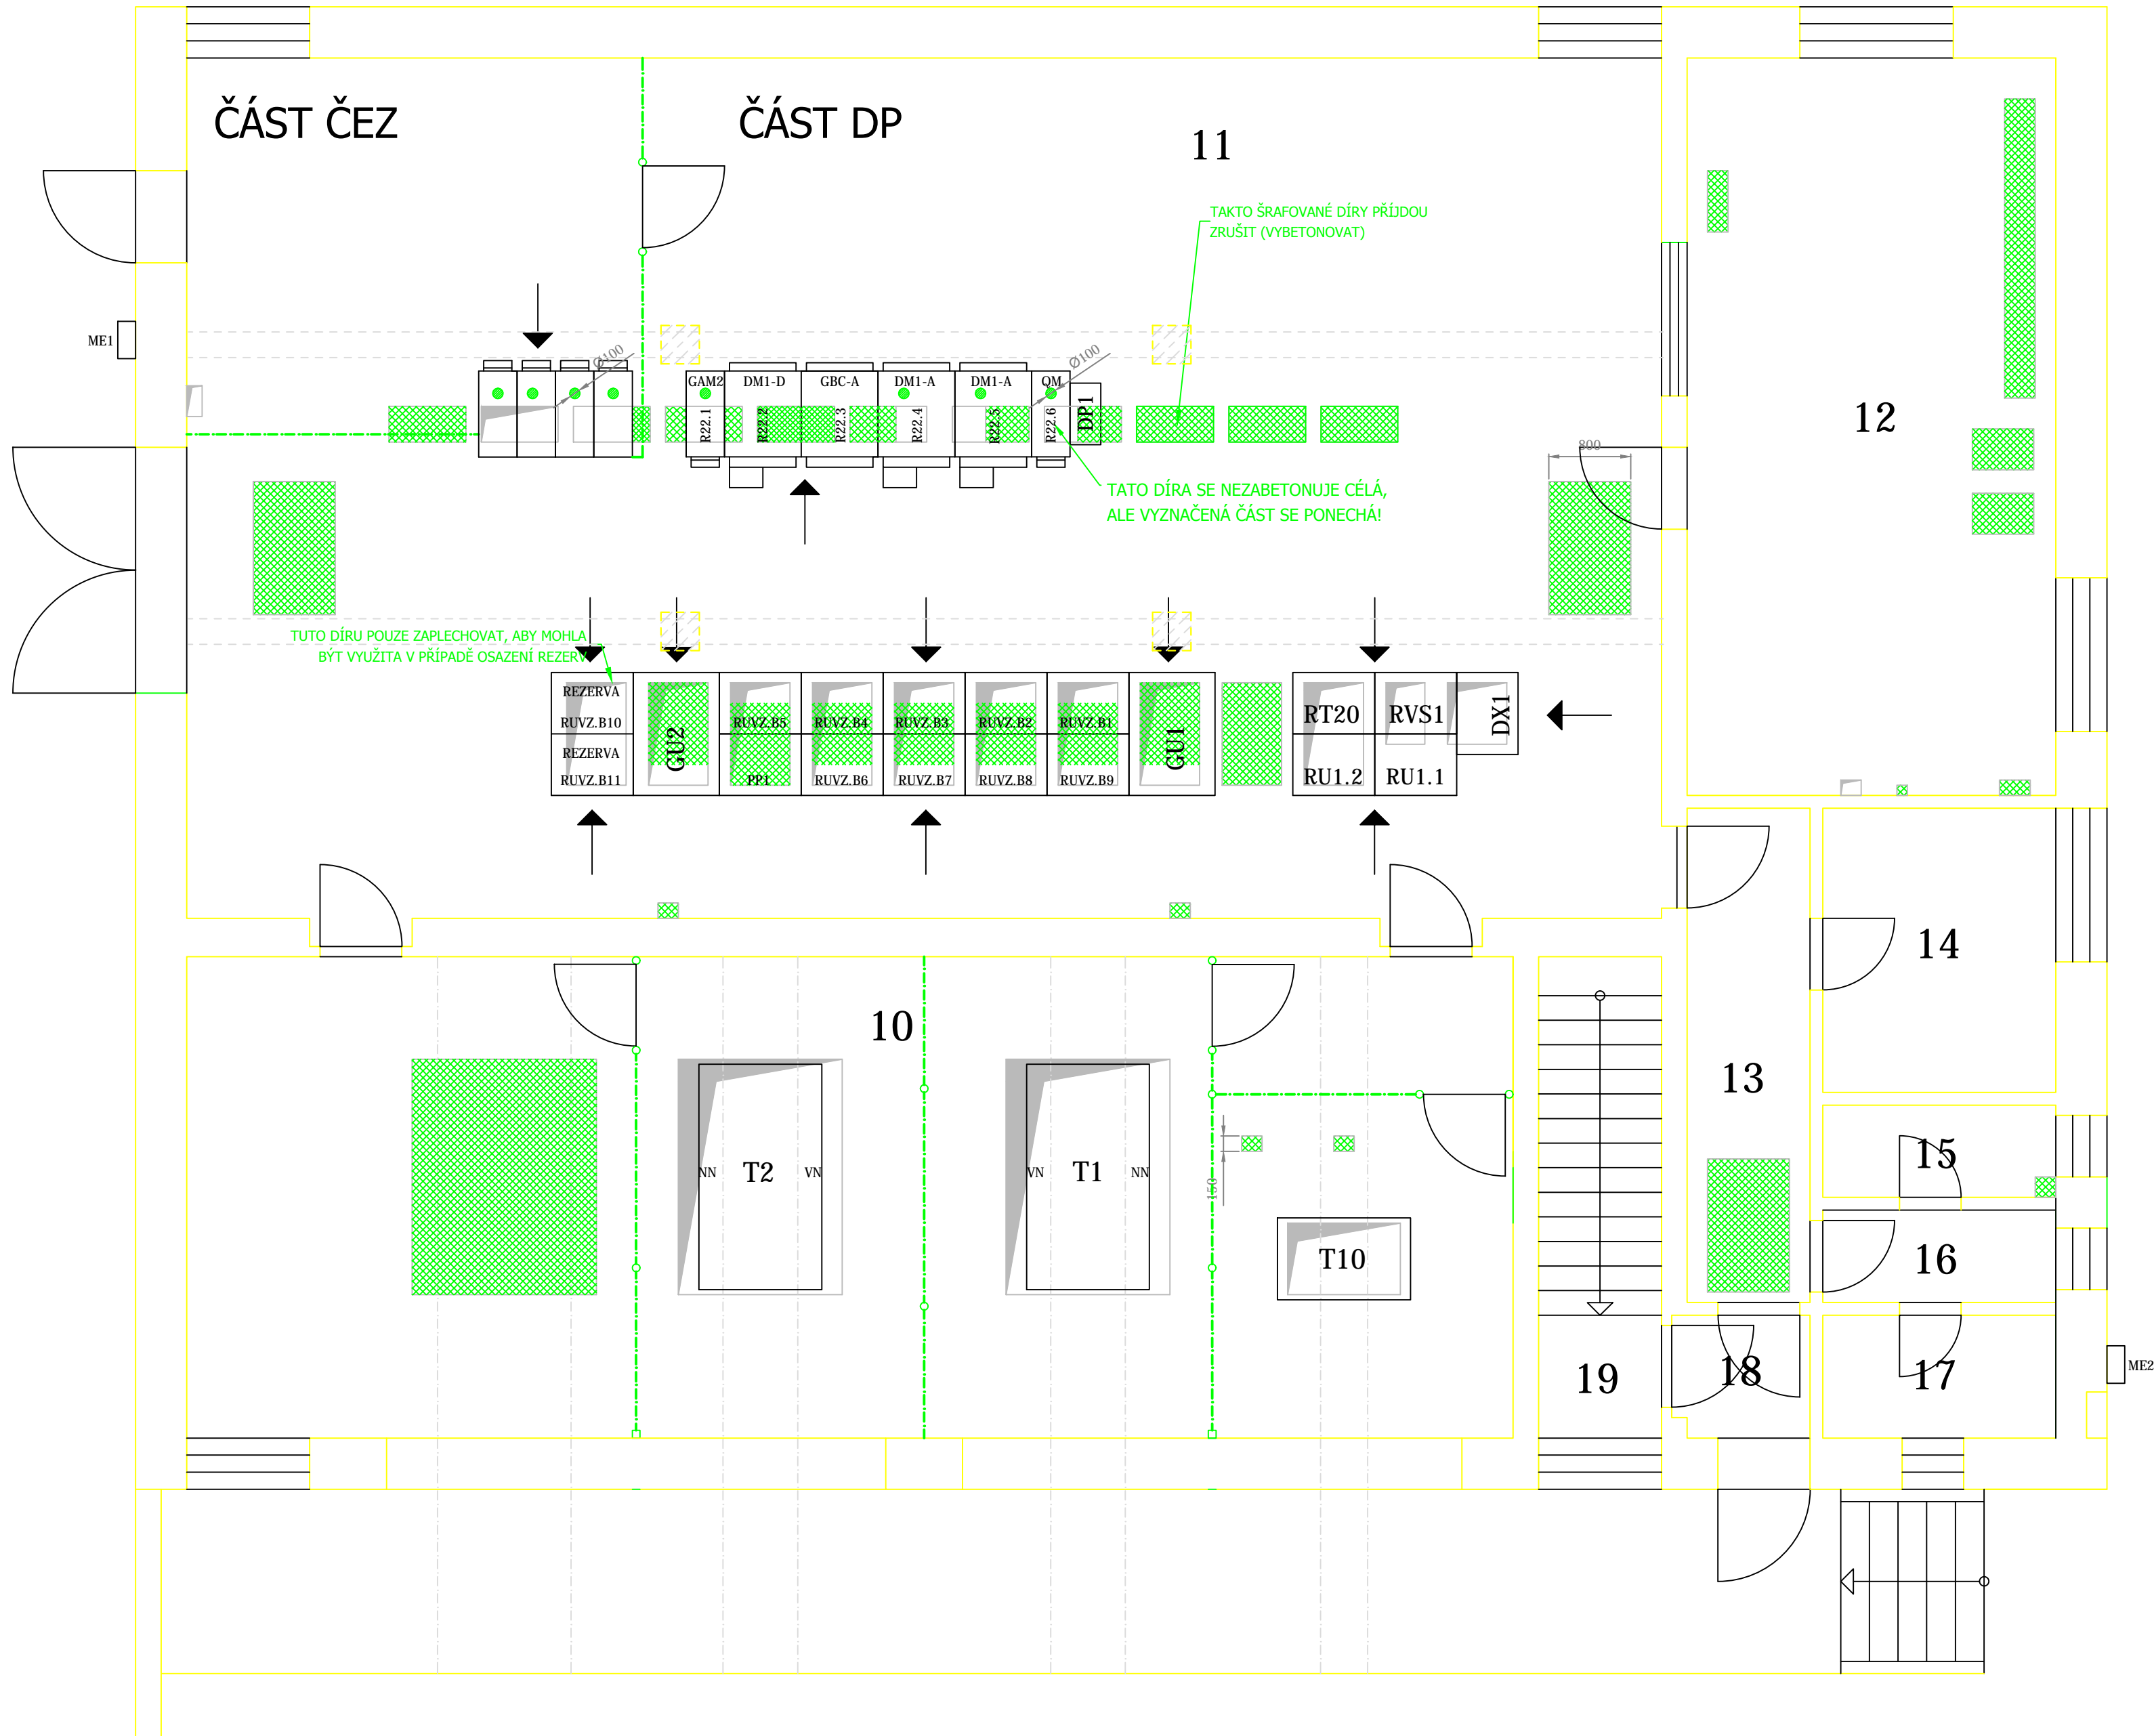 ČÁST ČEZ
ČÁST DP
11
TAKTO ŠRAFOVANÉ DÍRY PŘÍJDOU
ZRUŠIT (VYBETONOVAT)
ME1
Ø100
Ø100
GAM2
DM1-D
GBC-A
DM1-A
DM1-A
QM
R22.1
R22.2
R22.3
R22.4
R22.5
R22.6
DP1
12
800
TATO DÍRA SE NEZABETONUJE CÉLÁ,
ALE VYZNAČENÁ ČÁST SE PONECHÁ!
TUTO DÍRU POUZE ZAPLECHOVAT, ABY MOHLA
BÝT VYUŽITA V PŘÍPADĚ OSAZENÍ REZERV
REZERVA
RUVZ.B10
REZERVA
RUVZ.B11
GU2
RUVZ.B5
RUVZ.B4
RUVZ.B3
RUVZ.B2
RUVZ.B1
PP1
RUVZ.B6
RUVZ.B7
RUVZ.B8
RUVZ.B9
GU1
RT20
RVS1
DX1
RU1.2
RU1.1
14
10
13
15
150
NN
T2
VN
VN
T1
NN
T10
16
19
18
17
ME2